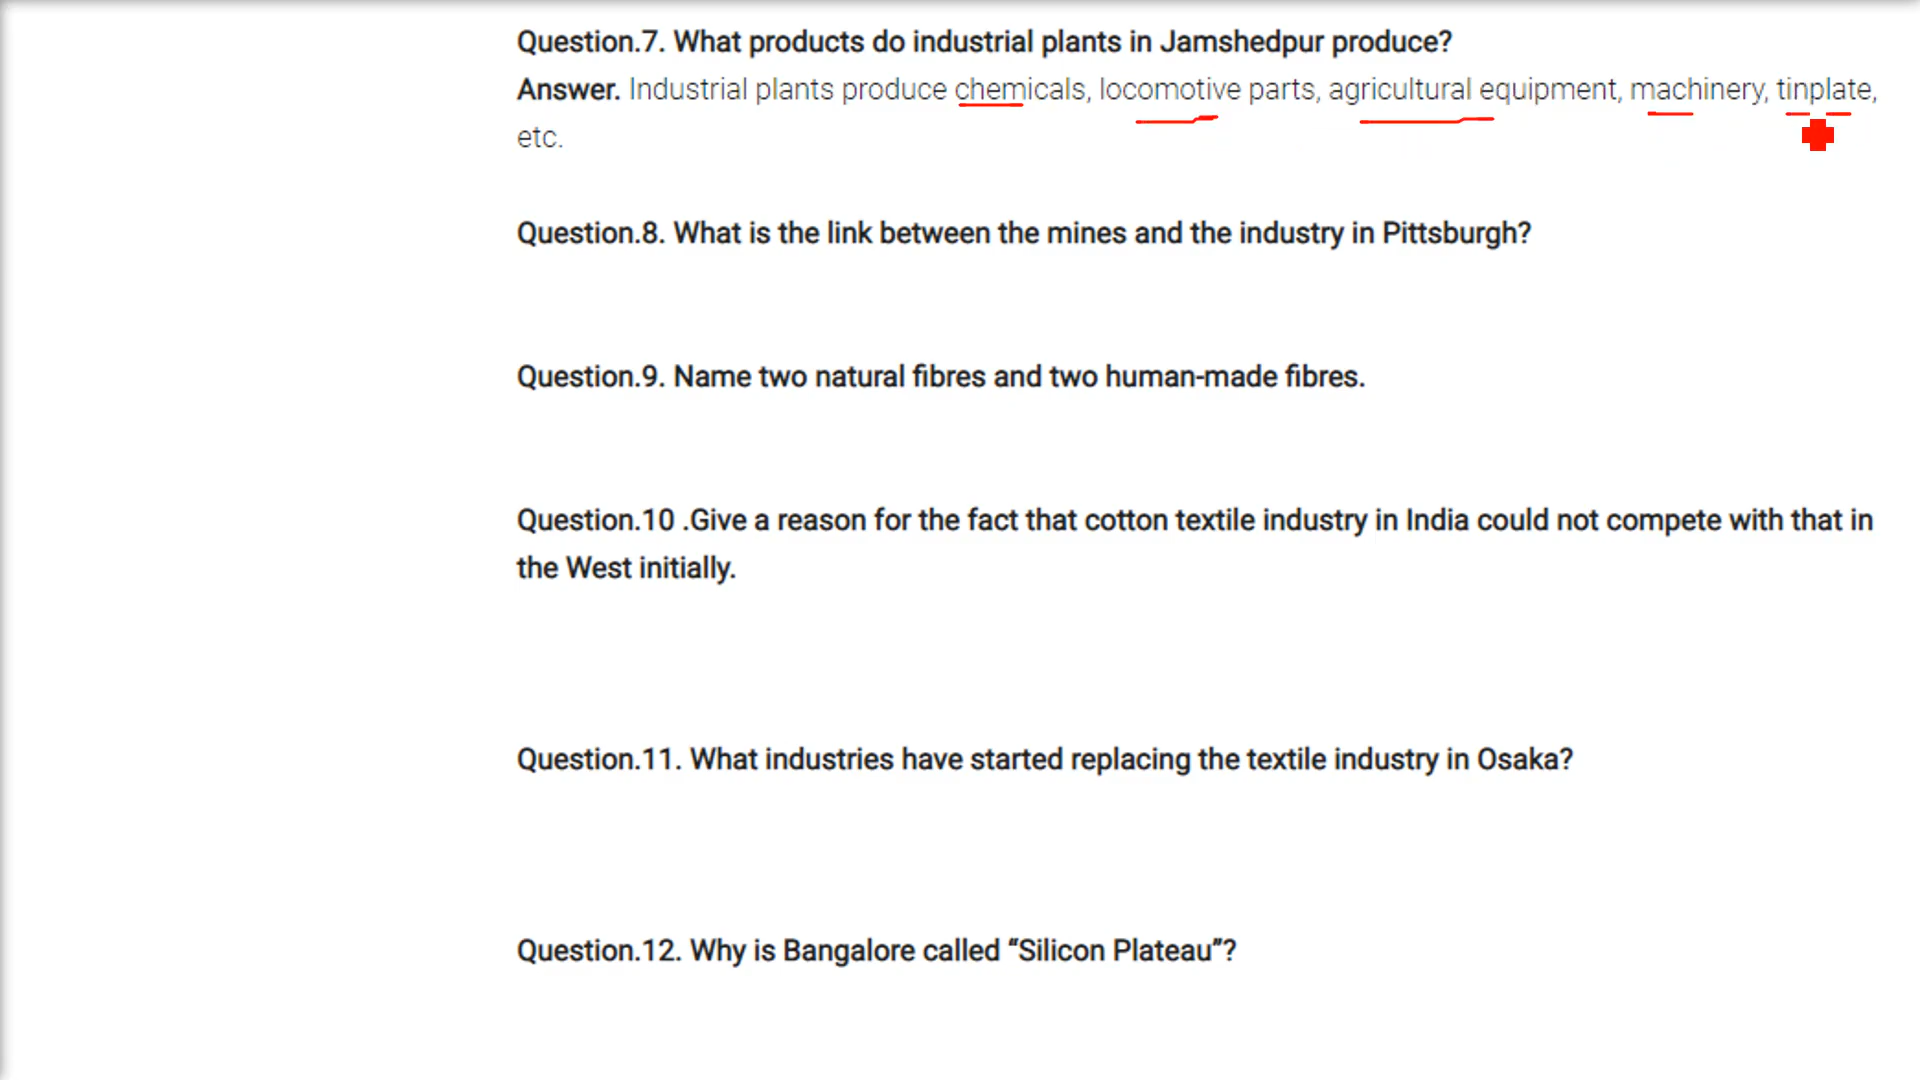 Question.7. What products do industrial plants in Jamshedpur produce?
Answer. Industrial plants produce chemicals, locomotive parts, agricultural equipment, machinery, tinplate,
etc.
Question.8. What is the link between the mines and the industry in Pittsburgh?
Question.9. Name two natural fibres and two human-made fibres.
Question.10 .Give a reason for the fact that cotton textile industry in India could not compete with that in
the West initially.
Question.11. What industries have started replacing the textile industry in Osaka?
Question.12. Why is Bangalore called “Silicon Plateau”?